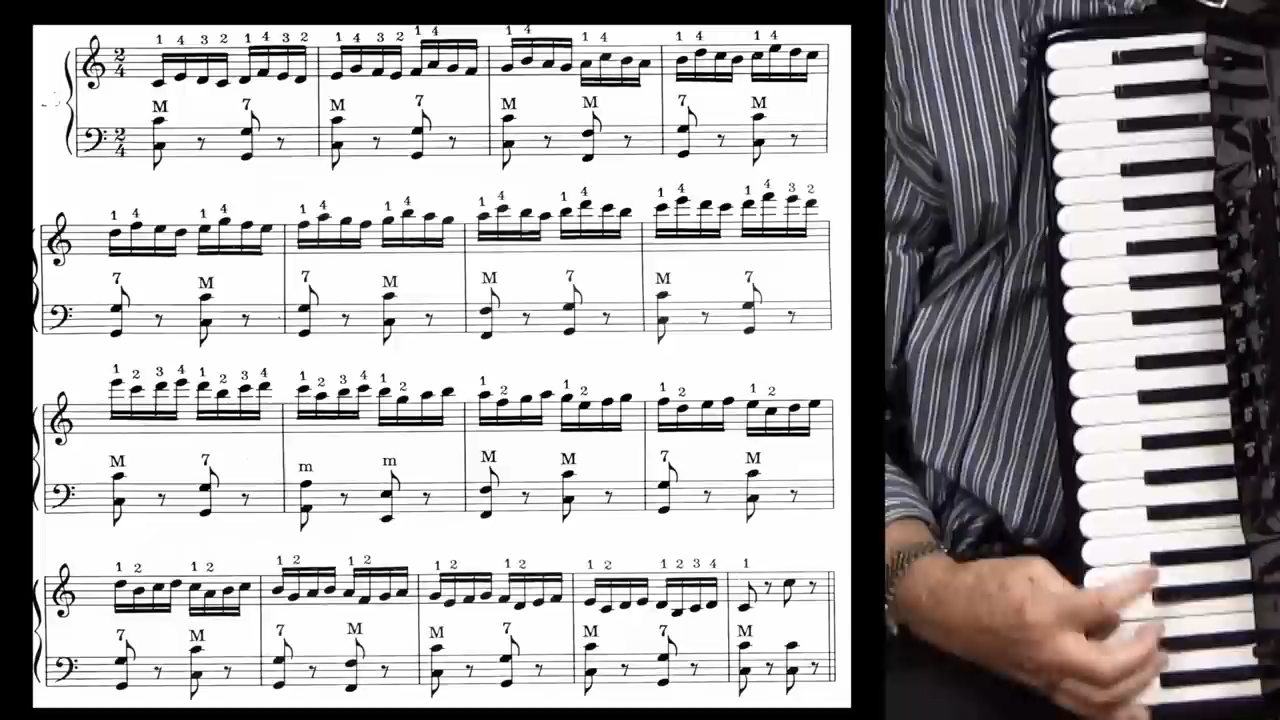 1 4 3 2 1 4 3 2 1 4 3 2 1 4 1 4 1 4 1 4 1 4
2 2
4 4
M 7 M 7 M M 7 M
1 4 1 4 1 4 1 4 1 4 1 4 1 4 1 4 3 2
7 M 7 M M 7 M 7
1 2 3 4 1 2 3 4 1 2 3 4 1 2 1 2 1 2 1 2 1 2
M 7 m m M M 7 M
1 2 1 2 1 2 1 2 1 2 1 2 1 2 1 2 3 4 1
7 M 7 M M 7 M 7 M